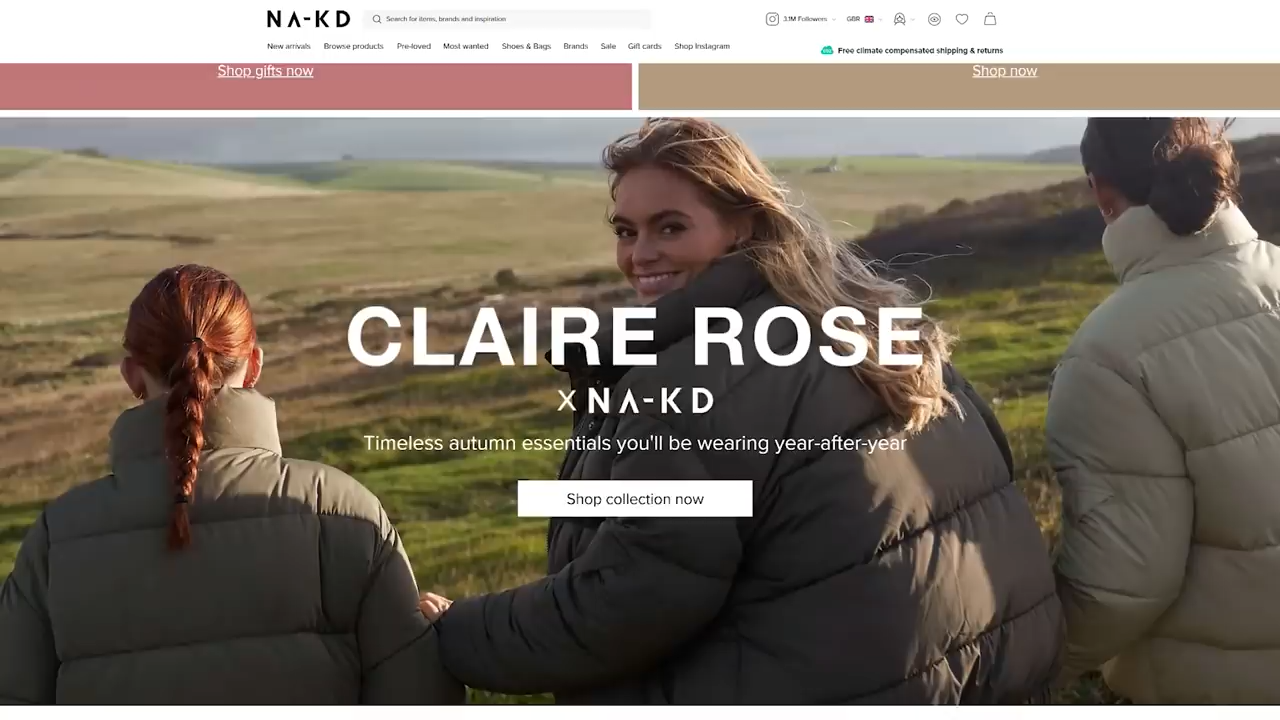 NA-KD
Search for items, brands and inspiration
3.1M Followers
GBR
New arrivals Browse products Pre-loved Most wanted Shoes & Bags Brands Sale Gift cards Shop Instagram
Free climate compensated shipping & returns
Shop gifts now
Shop now
CLAIRE ROSE
X NA-KD
Timeless autumn essentials you'll be wearing year-after-year
Shop collection now